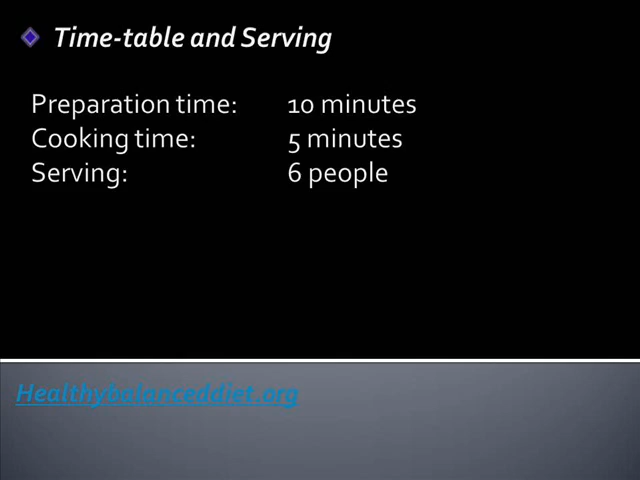 Time-table and Serving
Preparation time: 10 minutes
Cooking time: 5 minutes
Serving: 6 people
Healthybalanceddiet.org